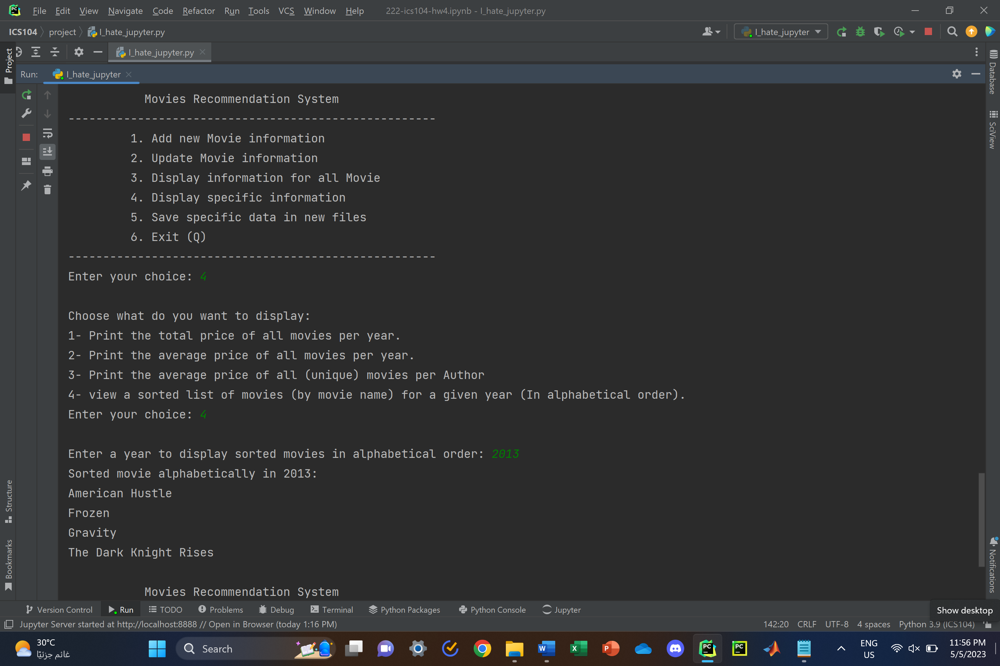 File Edit View Navigate Code Refactor Run Tools VCS Window Help 222-ics104-hw4.ipynb - I_hate_jupyter.py
ICS104 project I_hate_jupyter.py I_hate_jupyter
Project
I_hate_jupyter.py
Run: I_hate_jupyter
Database
SciView
Movies Recommendation System
-----------------------------------------------------
1. Add new Movie information
2. Update Movie information
3. Display information for all Movie
4. Display specific information
5. Save specific data in new files
6. Exit (Q)
-----------------------------------------------------
Enter your choice: 4
Choose what do you want to display:
1- Print the total price of all movies per year.
2- Print the average price of all movies per year.
3- Print the average price of all (unique) movies per Author
4- view a sorted list of movies (by movie name) for a given year (In alphabetical order).
Enter your choice: 4
Enter a year to display sorted movies in alphabetical order: 2013
Sorted movie alphabetically in 2013:
American Hustle
Frozen
Gravity
The Dark Knight Rises
Movies Recommendation System
Structure
Bookmarks
Notifications
Version Control Run TODO Problems Debug Terminal Python Packages Python Console Jupyter
Show desktop
Jupyter Server started at http://localhost:8888 // Open in Browser (today 1:16 PM) 142:20 CRLF UTF-8 4 spaces Python 3.9 (ICS104)
30°C
غائم جزئيًا
Search
ENG
US
11:56 PM
5/5/2023